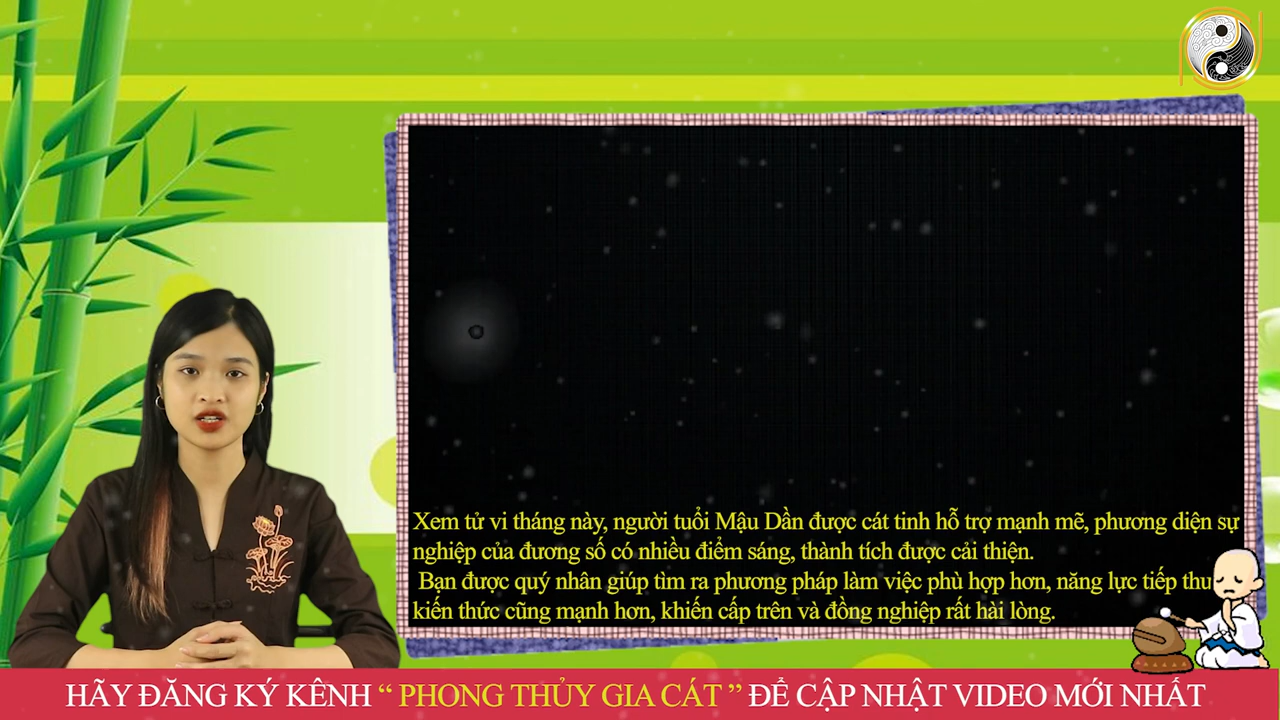 Xem tử vi tháng này, người tuổi Mậu Dần được cát tinh hỗ trợ mạnh mẽ, phương diện sự
nghiệp của đương số có nhiều điểm sáng, thành tích được cải thiện.
Bạn được quý nhân giúp tìm ra phương pháp làm việc phù hợp hơn, năng lực tiếp thu
kiến thức cũng mạnh hơn, khiến cấp trên và đồng nghiệp rất hài lòng.
HÃY ĐĂNG KÝ KÊNH “ PHONG THỦY GIA CÁT ” ĐỂ CẬP NHẬT VIDEO MỚI NHẤT